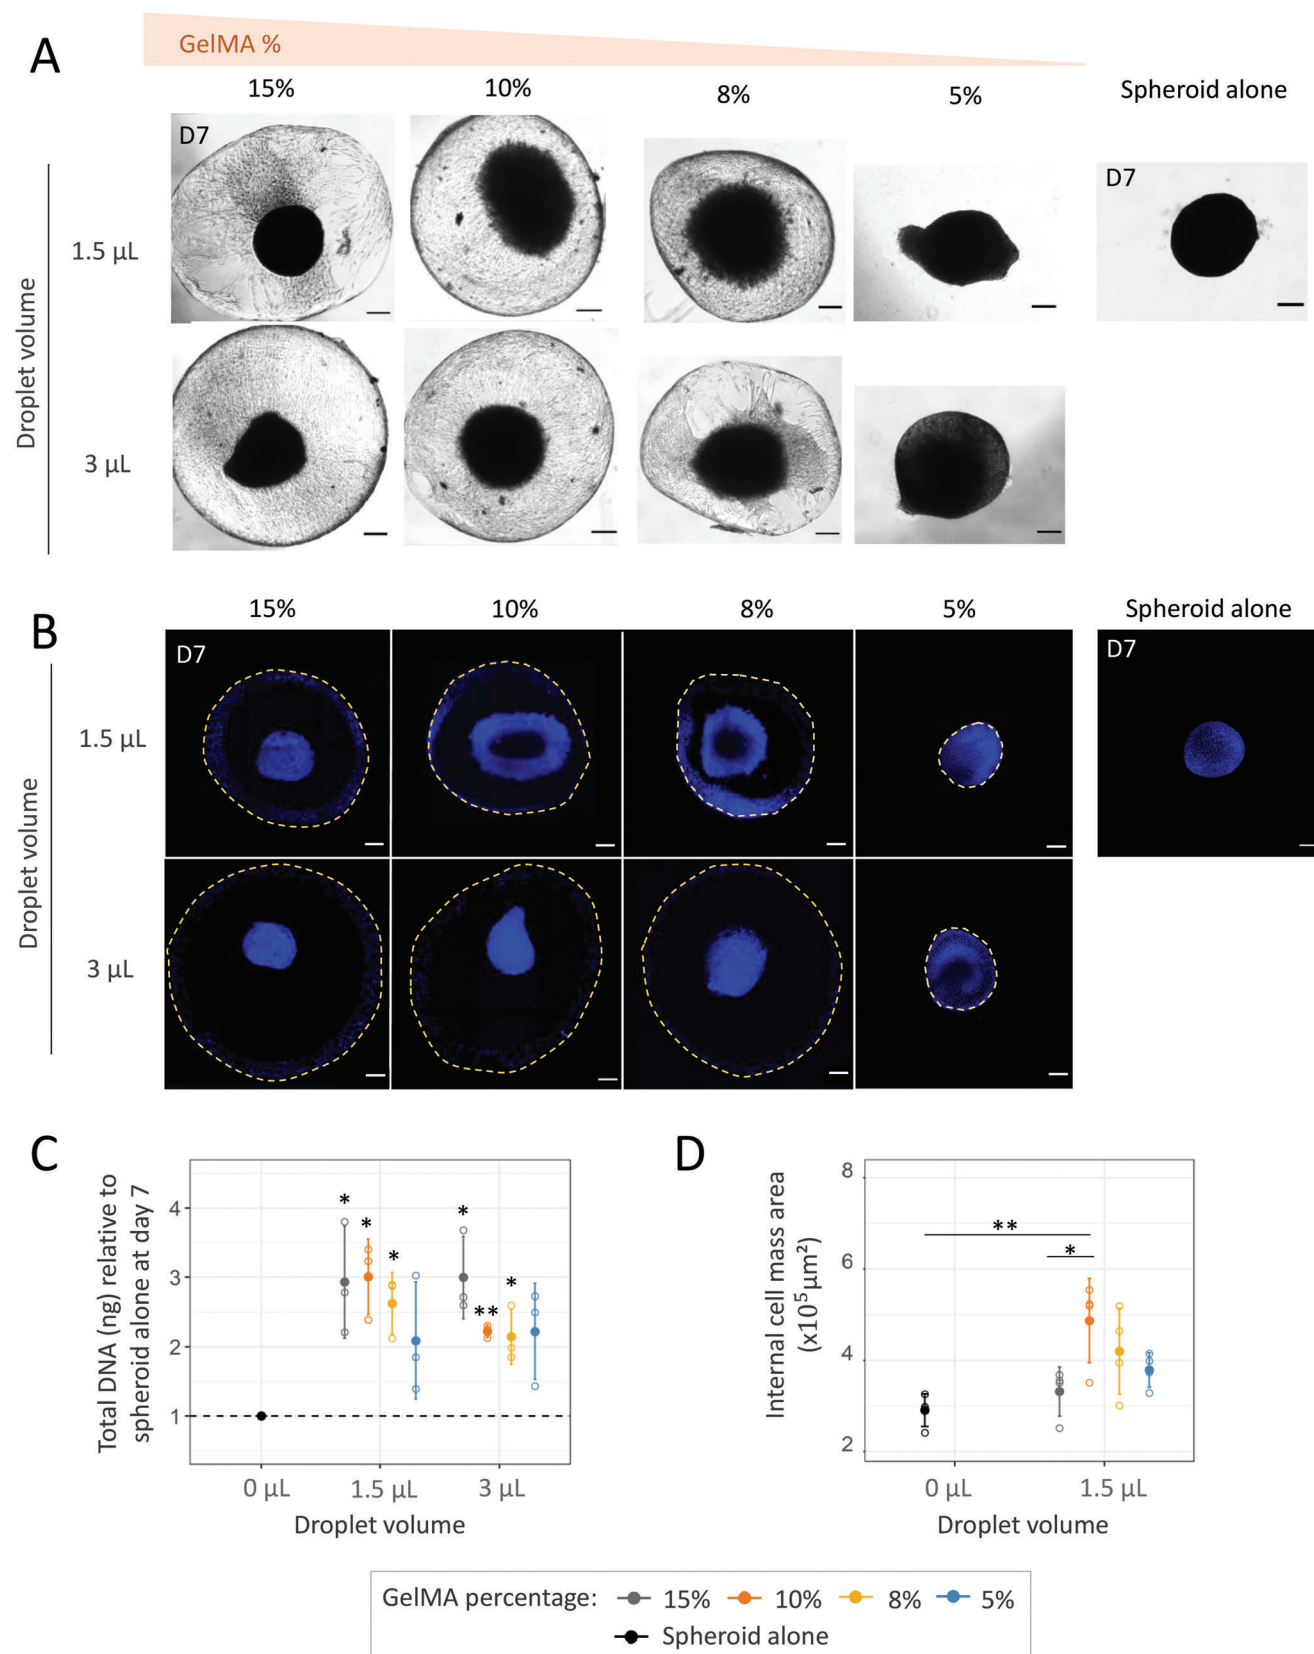 A
GelMA %
15%
10%
8%
5%
Spheroid alone
D7
D7
Droplet volume
1.5 µL
3 µL
B
15%
10%
8%
5%
Spheroid alone
D7
D7
Droplet volume
1.5 µL
3 µL
C
Total DNA (ng) relative to
spheroid alone at day 7
4
3
2
1
*
*
*
*
**
*
0 µL
1.5 µL
3 µL
Droplet volume
D
Internal cell mass area
(x10⁵ µm²)
8
6
4
2
**
*
0 µL
1.5 µL
Droplet volume
GelMA percentage: 15% 10% 8% 5%
Spheroid alone